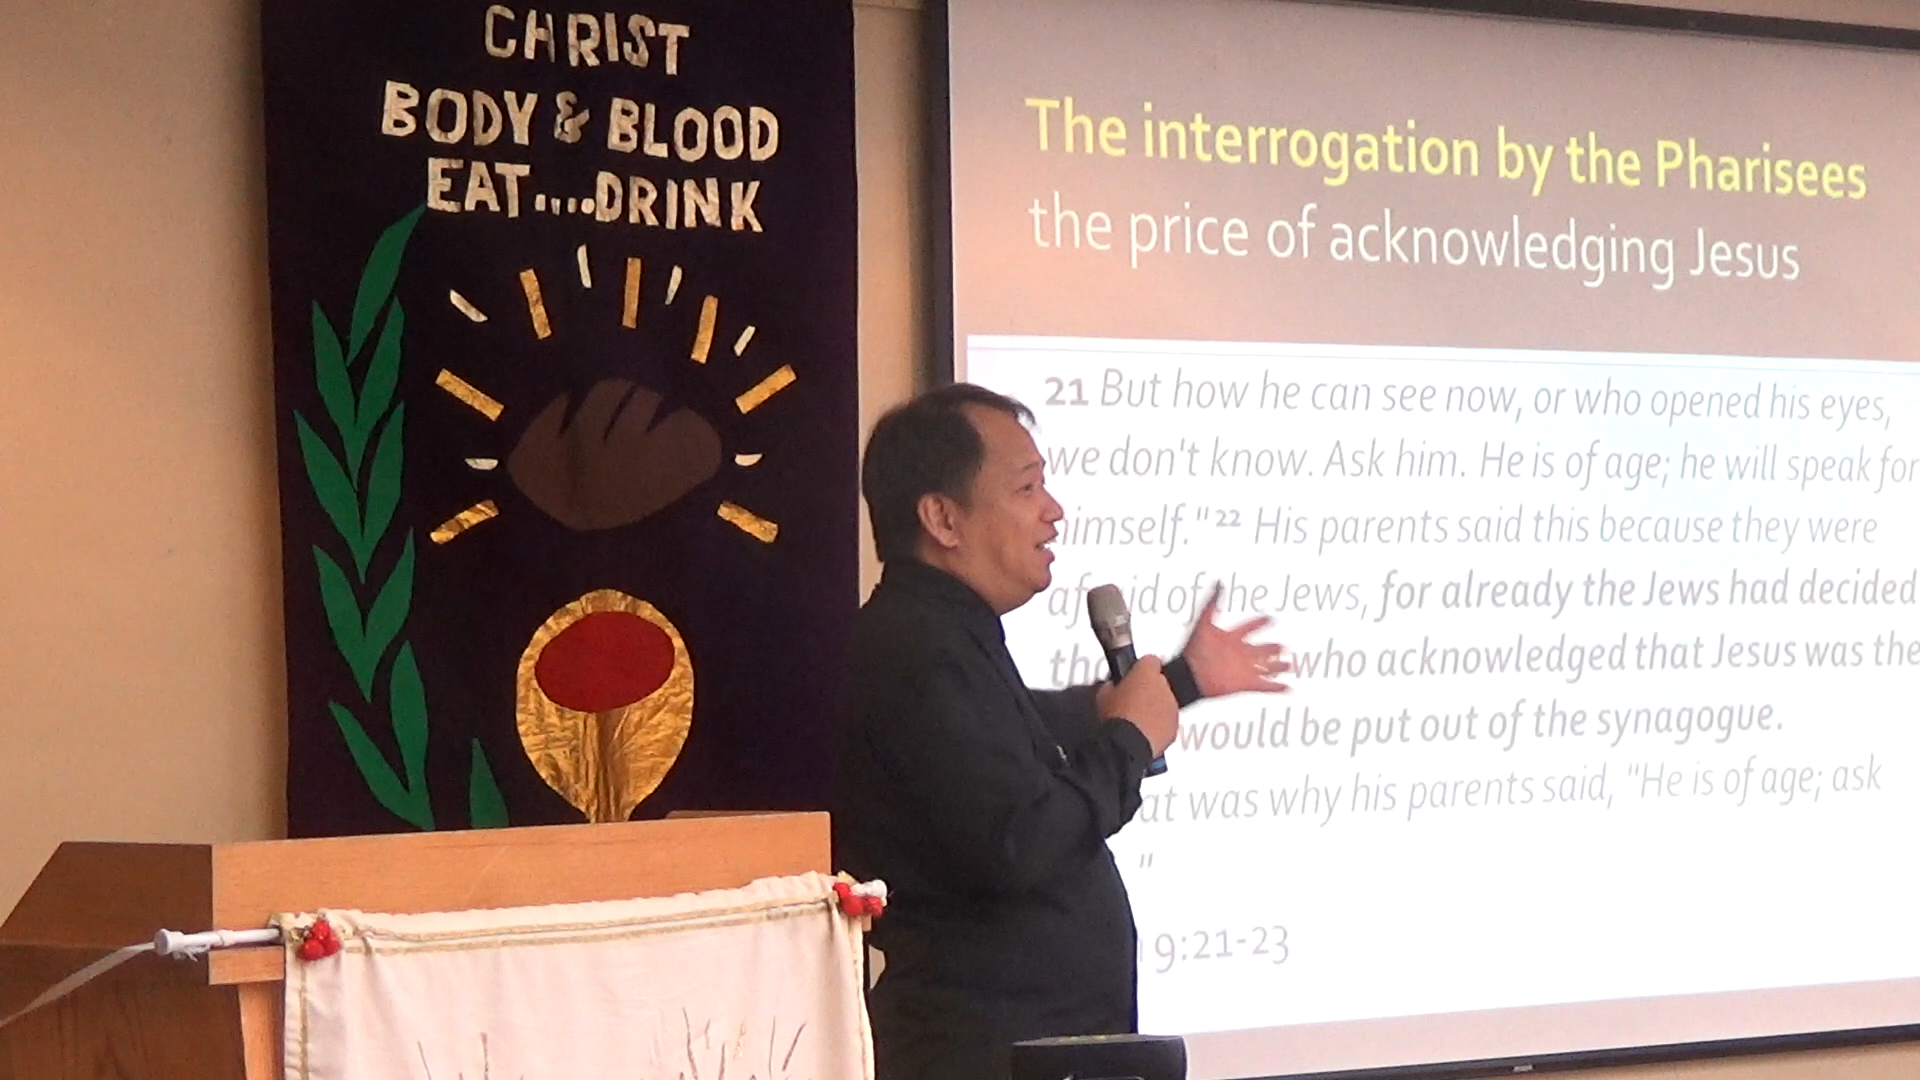 CHRIST
BODY & BLOOD
EAT....DRINK
The interrogation by the Pharisees
the price of acknowledging Jesus
21 But how he can see now, or who opened his eyes,
we don't know. Ask him. He is of age; he will speak for
himself." 22 His parents said this because they were
afraid of the Jews, for already the Jews had decided
who acknowledged that Jesus was the
would be put out of the synagogue.
was why his parents said, "He is of age; ask
"
9:21-23